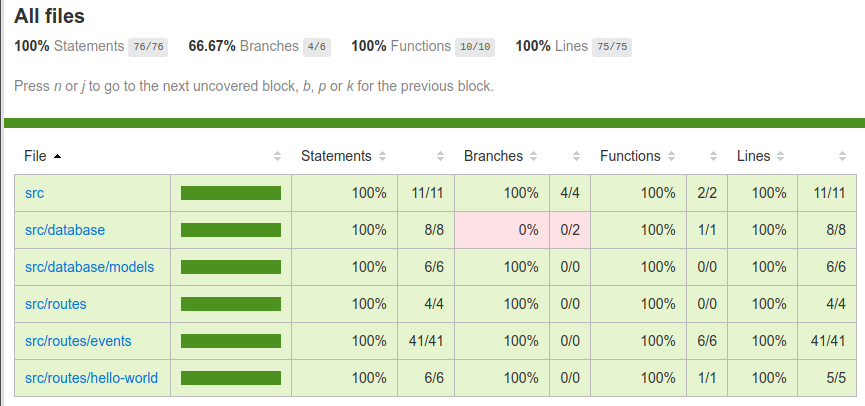 All files
100% Statements 76/76 66.67% Branches 4/6 100% Functions 10/10 100% Lines 75/75
Press n or j to go to the next uncovered block, b, p or k for the previous block.
File Statements Branches Functions Lines
src 100% 11/11 100% 4/4 100% 2/2 100% 11/11
src/database 100% 8/8 0% 0/2 100% 1/1 100% 8/8
src/database/models 100% 6/6 100% 0/0 100% 0/0 100% 6/6
src/routes 100% 4/4 100% 0/0 100% 0/0 100% 4/4
src/routes/events 100% 41/41 100% 0/0 100% 6/6 100% 41/41
src/routes/hello-world 100% 6/6 100% 0/0 100% 1/1 100% 5/5